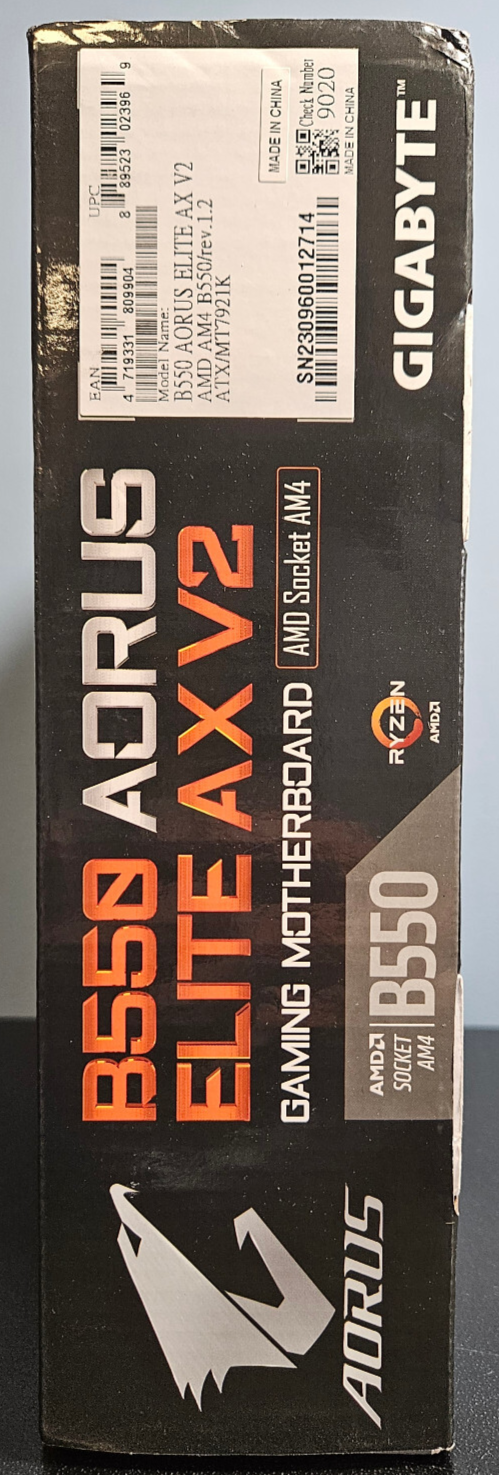 AORUS
B550 AORUS
ELITE AX V2
GAMING MOTHERBOARD AMD Socket AM4
AMD
SOCKET
AM4
B550
RYZEN
AMD
EAN
4 719331 809904
UPC
8 89523 02396 9
Model Name:
B550 AORUS ELITE AX V2
AMD AM4 B550/rev.1.2
ATX/MT7921K
MADE IN CHINA
SN230960012714
Check Number
9020
MADE IN CHINA
GIGABYTE™